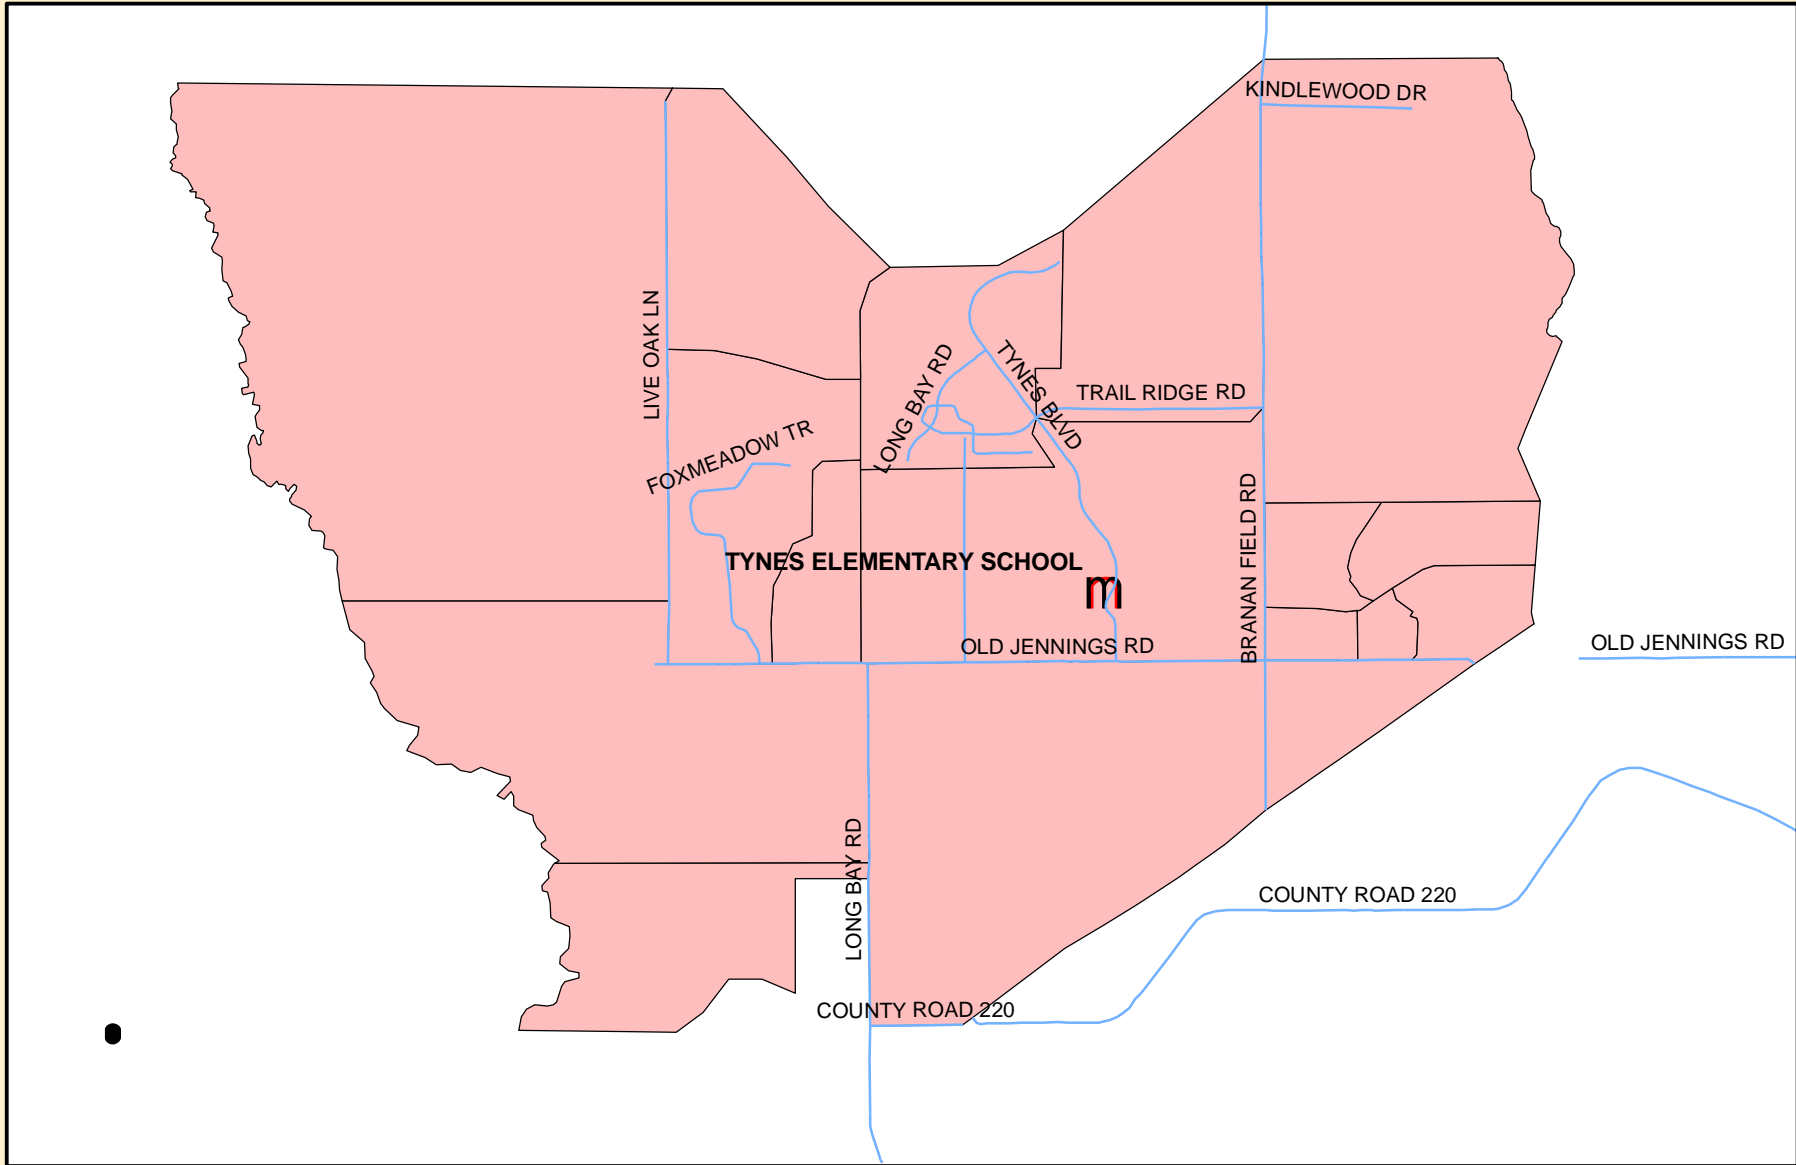 KINDLEWOOD DR
LIVE OAK LN
LONG BAY RD
TYNES BLVD
TRAIL RIDGE RD
FOXMEADOW TR
BRANAN FIELD RD
TYNES ELEMENTARY SCHOOL
m
OLD JENNINGS RD
OLD JENNINGS RD
LONG BAY RD
COUNTY ROAD 220
COUNTY ROAD 220